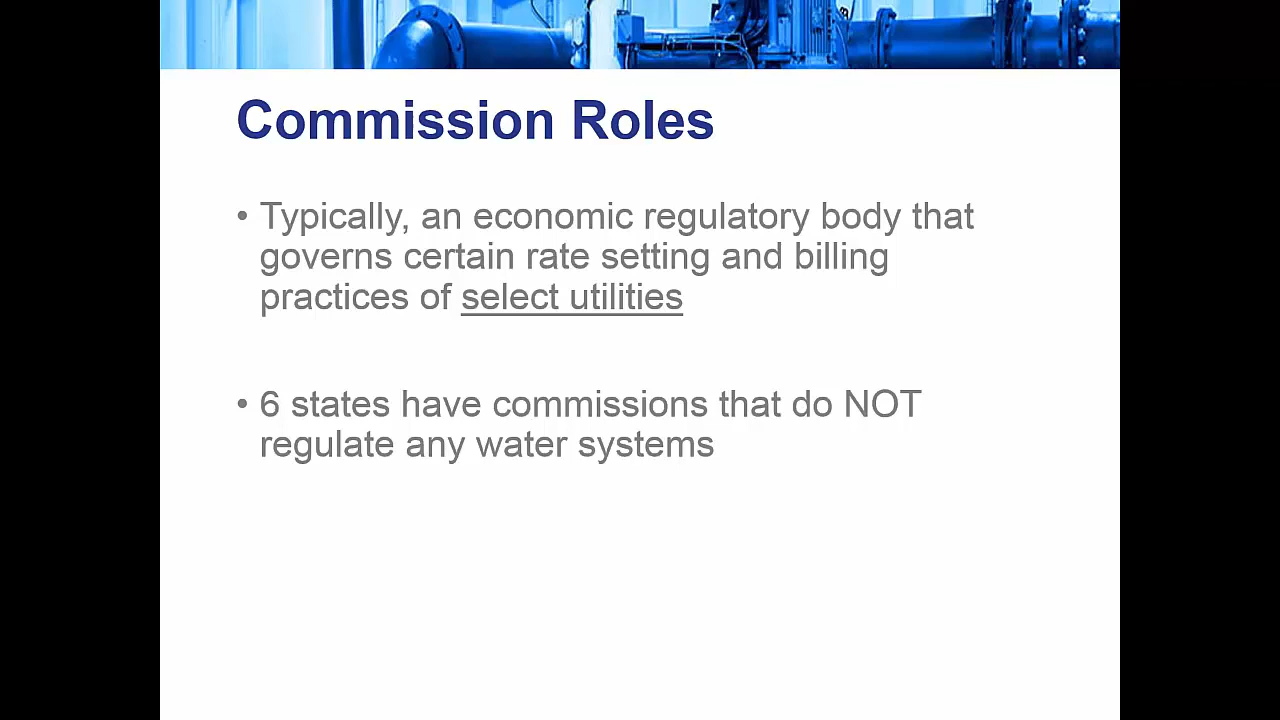 Commission Roles
• Typically, an economic regulatory body that
governs certain rate setting and billing
practices of select utilities
• 6 states have commissions that do NOT
regulate any water systems